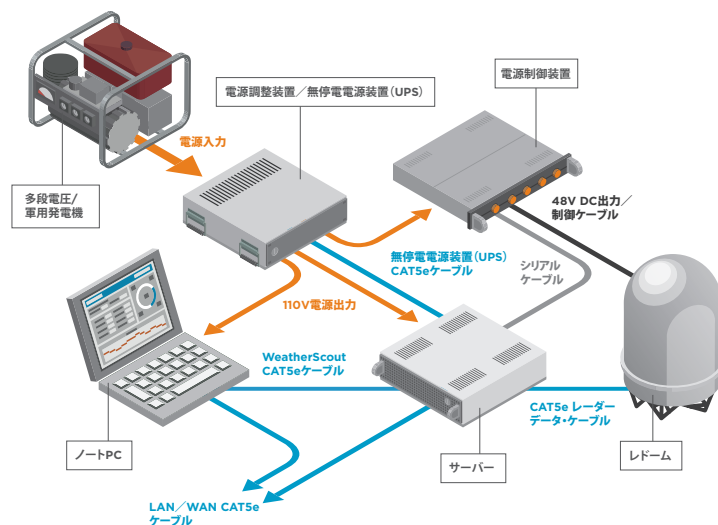 電源制御装置
電源調整装置／無停電電源装置（UPS）
電源入力
多段電圧/
軍用発電機
48V DC出力／
制御ケーブル
無停電電源装置（UPS）
CAT5eケーブル
シリアル
ケーブル
110V電源出力
WeatherScout
CAT5eケーブル
CAT5e レーダー
データ・ケーブル
ノートPC
サーバー
レドーム
LAN／WAN CAT5e
ケーブル